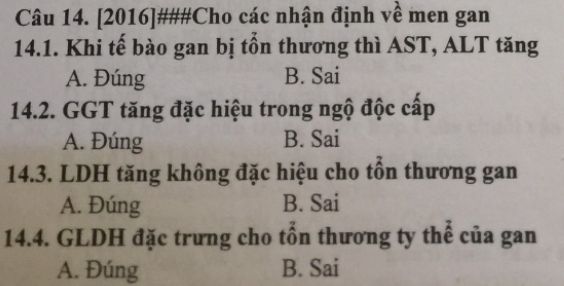 Câu 14. [2016]###Cho các nhận định về men gan
14.1. Khi tế bào gan bị tổn thương thì AST, ALT tăng
A. Đúng B. Sai
14.2. GGT tăng đặc hiệu trong ngộ độc cấp
A. Đúng B. Sai
14.3. LDH tăng không đặc hiệu cho tổn thương gan
A. Đúng B. Sai
14.4. GLDH đặc trưng cho tổn thương ty thể của gan
A. Đúng B. Sai